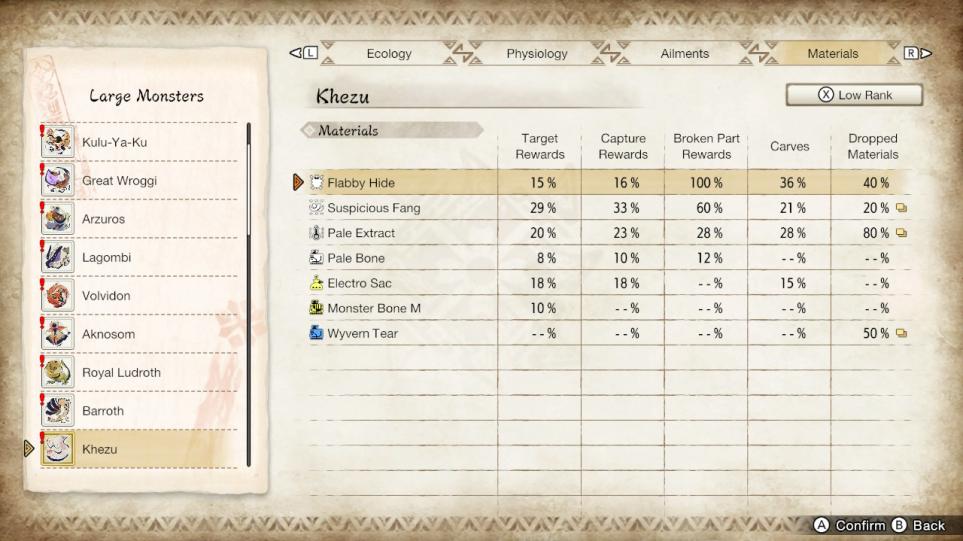 L Ecology Physiology Ailments Materials R
Large Monsters
Kulu-Ya-Ku
Great Wroggi
Arzuros
Lagombi
Volvidon
Aknosom
Royal Ludroth
Barroth
Khezu
Khezu
X Low Rank
Materials
Target Rewards Capture Rewards Broken Part Rewards Carves Dropped Materials
Flabby Hide 15 % 16 % 100 % 36 % 40 %
Suspicious Fang 29 % 33 % 60 % 21 % 20 %
Pale Extract 20 % 23 % 28 % 28 % 80 %
Pale Bone 8 % 10 % 12 % - - % - - %
Electro Sac 18 % 18 % - - % 15 % - - %
Monster Bone M 10 % - - % - - % - - % - - %
Wyvern Tear - - % - - % - - % - - % 50 %
A Confirm B Back